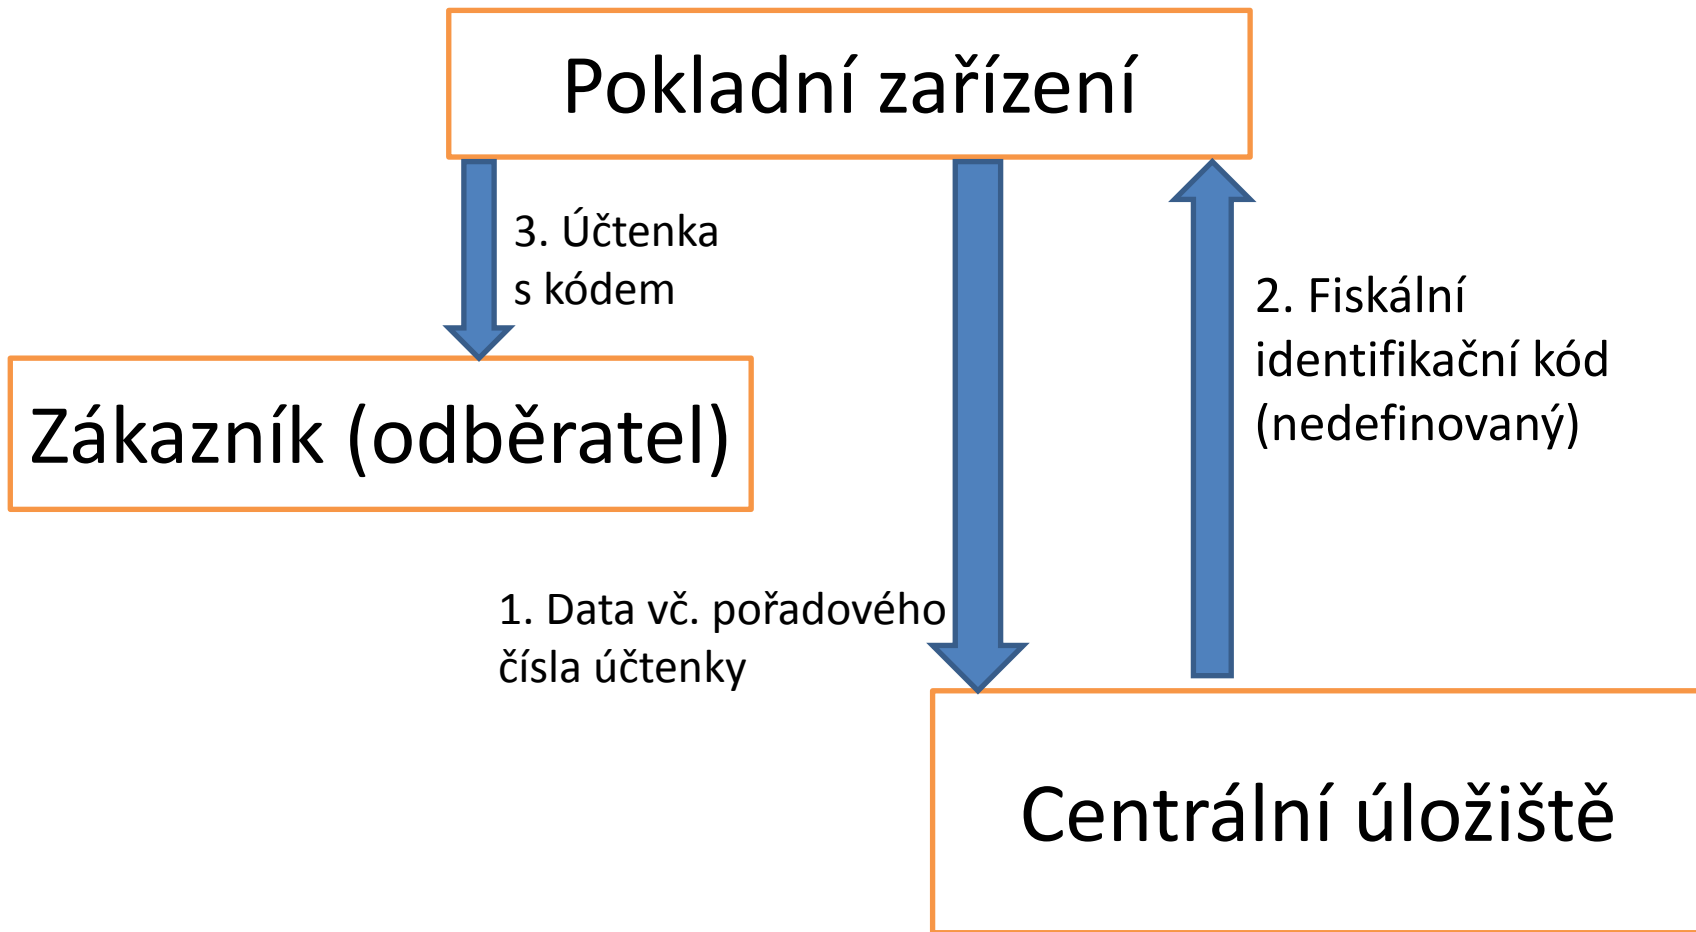 Pokladní zařízení
3. Účtenka
s kódem
2. Fiskální
identifikační kód
(nedefinovaný)
Zákazník (odběratel)
1. Data vč. pořadového
čísla účtenky
Centrální úložiště